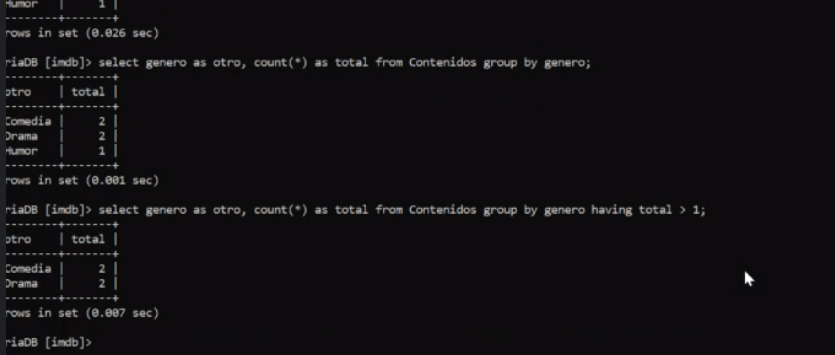 Humor | 1 |
--------+-------+
rows in set (0.026 sec)
riaDB [imdb]> select genero as otro, count(*) as total from Contenidos group by genero;
--------+-------+
otro | total |
--------+-------+
Comedia | 2 |
Drama | 2 |
Humor | 1 |
--------+-------+
rows in set (0.001 sec)
riaDB [imdb]> select genero as otro, count(*) as total from Contenidos group by genero having total > 1;
--------+-------+
otro | total |
--------+-------+
Comedia | 2 |
Drama | 2 |
--------+-------+
rows in set (0.007 sec)
riaDB [imdb]>